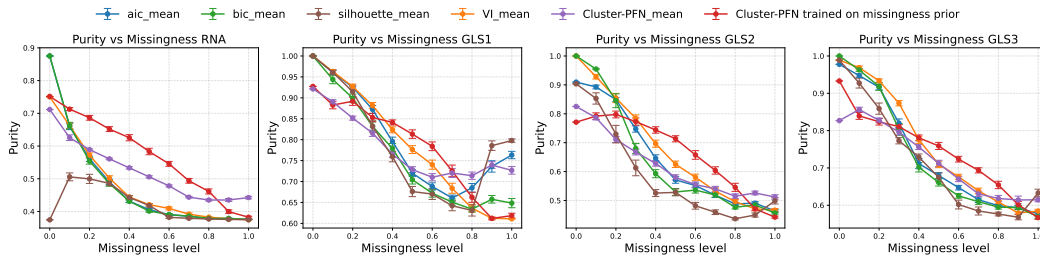 aic_mean bic_mean silhouette_mean VI_mean Cluster-PFN_mean Cluster-PFN trained on missingness prior
Purity vs Missingness RNA Purity vs Missingness GLS1 Purity vs Missingness GLS2 Purity vs Missingness GLS3
Purity
0.9
0.8
0.7
0.6
0.5
0.4
0.0 0.2 0.4 0.6 0.8 1.0
Missingness level
Purity
1.00
0.95
0.90
0.85
0.80
0.75
0.70
0.65
0.60
0.0 0.2 0.4 0.6 0.8 1.0
Missingness level
Purity
1.0
0.9
0.8
0.7
0.6
0.5
0.0 0.2 0.4 0.6 0.8 1.0
Missingness level
Purity
1.0
0.9
0.8
0.7
0.6
0.0 0.2 0.4 0.6 0.8 1.0
Missingness level